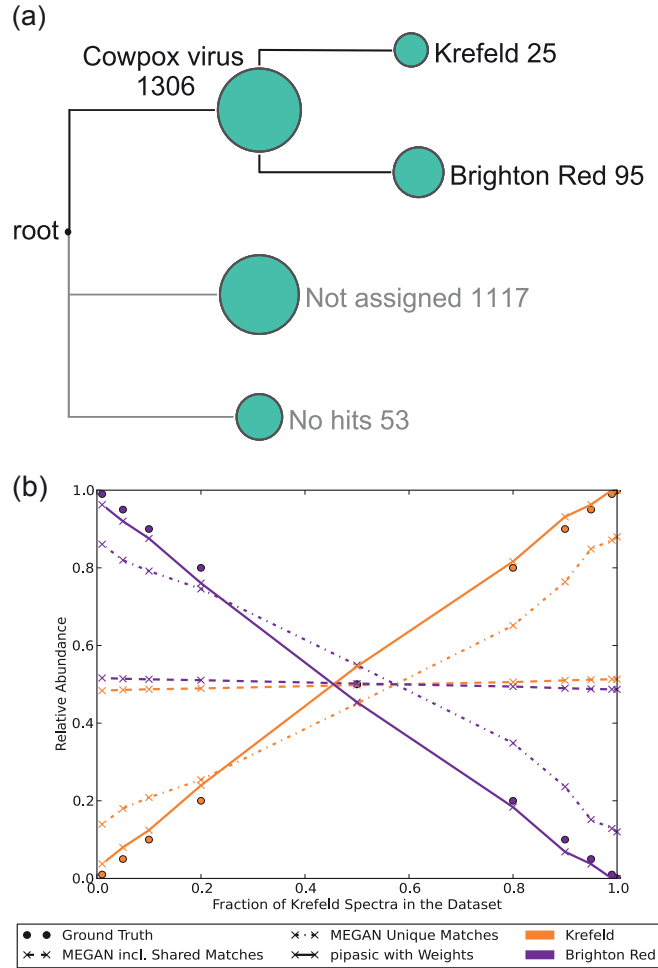 (a)
Cowpox virus
1306
Krefeld 25
Brighton Red 95
root
Not assigned 1117
No hits 53
(b)
1.0
0.8
0.6
0.4
0.2
0.0
Relative Abundance
0.0 0.2 0.4 0.6 0.8 1.0
Fraction of Krefeld Spectra in the Dataset
Ground Truth
MEGAN Unique Matches
Krefeld
MEGAN incl. Shared Matches
pipasic with Weights
Brighton Red